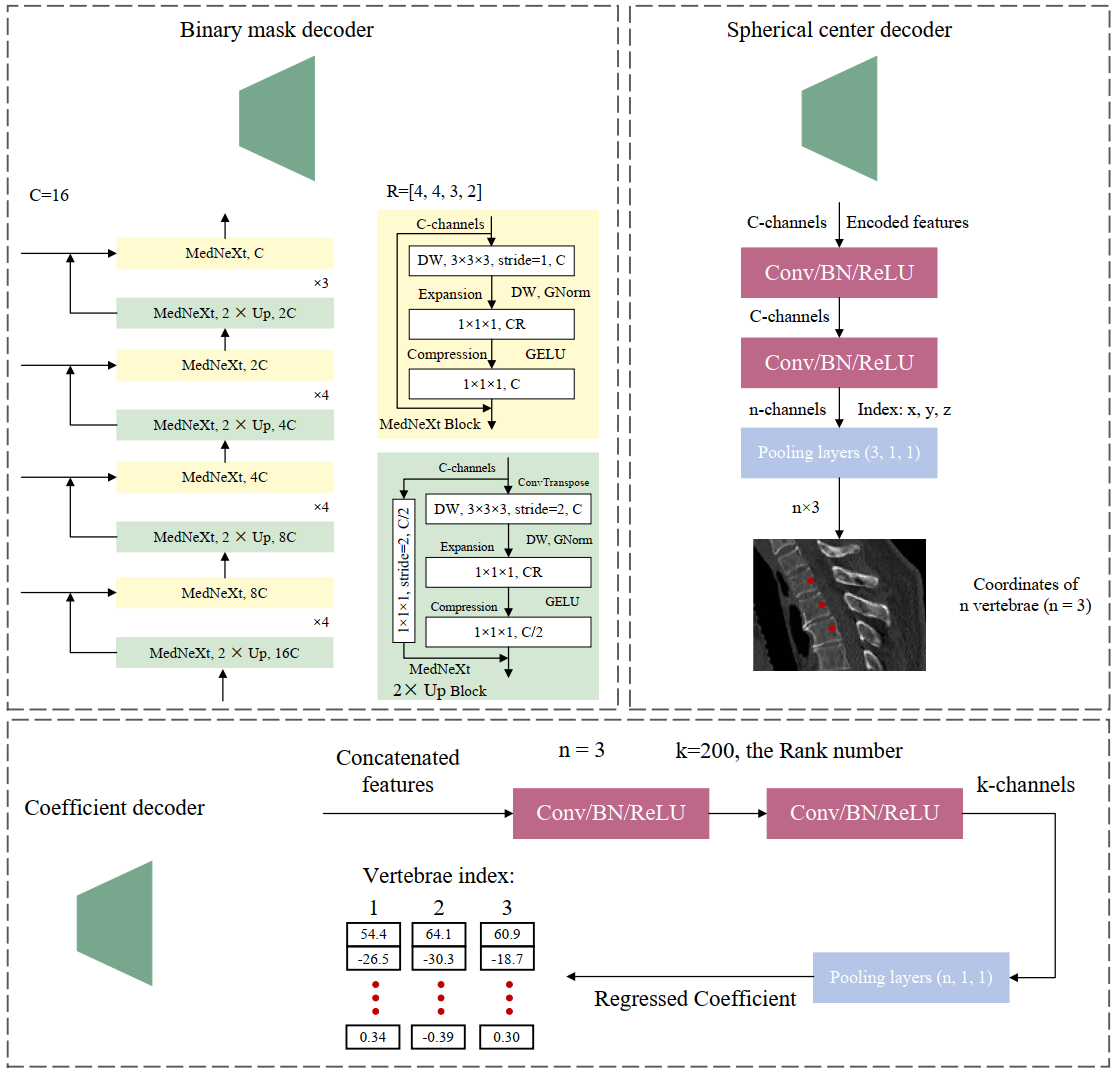 Binary mask decoder
C=16
MedNeXt, C
×3
MedNeXt, 2 × Up, 2C
MedNeXt, 2C
×4
MedNeXt, 2 × Up, 4C
MedNeXt, 4C
×4
MedNeXt, 2 × Up, 8C
MedNeXt, 8C
×4
MedNeXt, 2 × Up, 16C
R=[4, 4, 3, 2]
C-channels
DW, 3×3×3, stride=1, C
Expansion
DW, GNorm
1×1×1, CR
Compression
GELU
1×1×1, C
MedNeXt Block
C-channels
ConvTranspose
1×1×1, stride=2, C/2
DW, 3×3×3, stride=2, C
Expansion
DW, GNorm
1×1×1, CR
Compression
GELU
1×1×1, C/2
MedNeXt
2× Up Block
Spherical center decoder
C-channels
Encoded features
Conv/BN/ReLU
C-channels
Conv/BN/ReLU
n-channels
Index: x, y, z
Pooling layers (3, 1, 1)
n×3
Coordinates of
n vertebrae (n = 3)
Coefficient decoder
Concatenated
features
n = 3
k=200, the Rank number
Conv/BN/ReLU
Conv/BN/ReLU
k-channels
Pooling layers (n, 1, 1)
Regressed Coefficient
Vertebrae index:
1 2 3
54.4 64.1 60.9
-26.5 -30.3 -18.7
0.34 -0.39 0.30